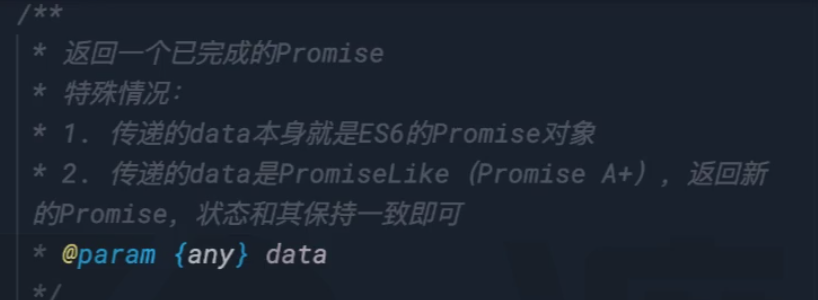 /**
* 返回一个已完成的Promise
* 特殊情况：
* 1. 传递的data本身就是ES6的Promise对象
* 2. 传递的data是PromiseLike（Promise A+），返回新
的Promise，状态和其保持一致即可
* @param {any} data
*/